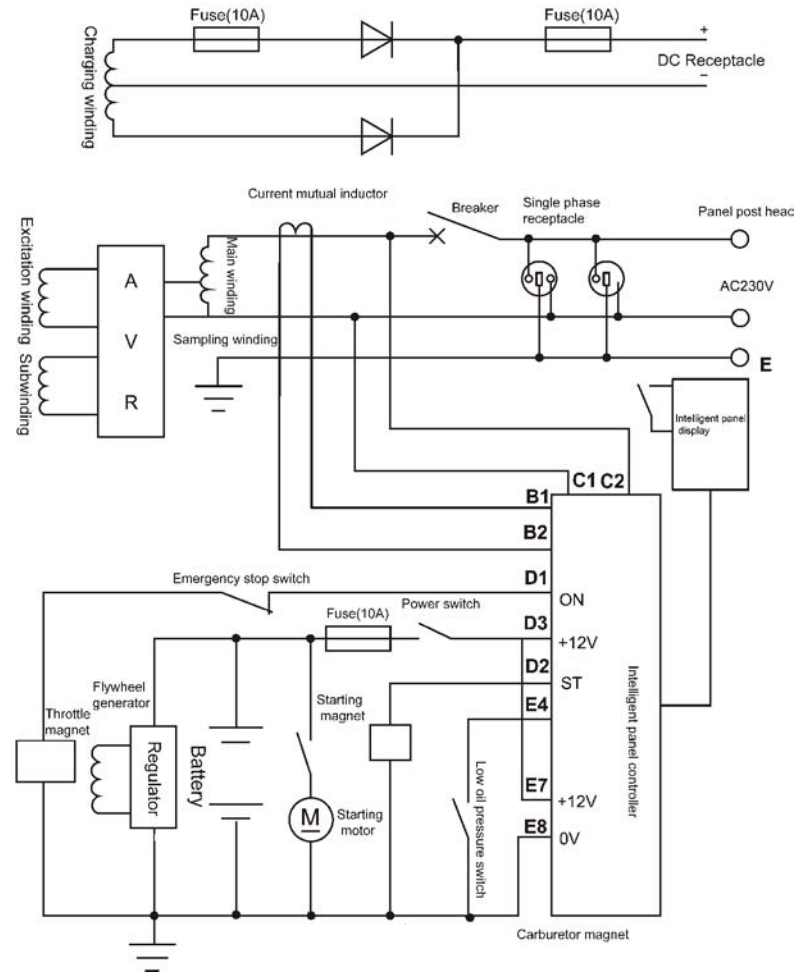 Fuse(10A)
Fuse(10A)
+
DC Receptacle
−
Charging winding
Current mutual inductor
Breaker
Single phase
receptacle
Panel post head
Excitation winding
Subwinding
A
V
R
Main winding
Sampling winding
AC230V
E
Intelligent panel
display
C1 C2
B1
B2
Emergency stop switch
D1
ON
Fuse(10A)
Power switch
D3
+12V
D2
ST
Flywheel
generator
Starting
magnet
E4
Throttle
magnet
Regulator
Battery
M
Starting
motor
Low oil pressure switch
Intelligent panel controller
E7
+12V
E8
0V
Carburetor magnet